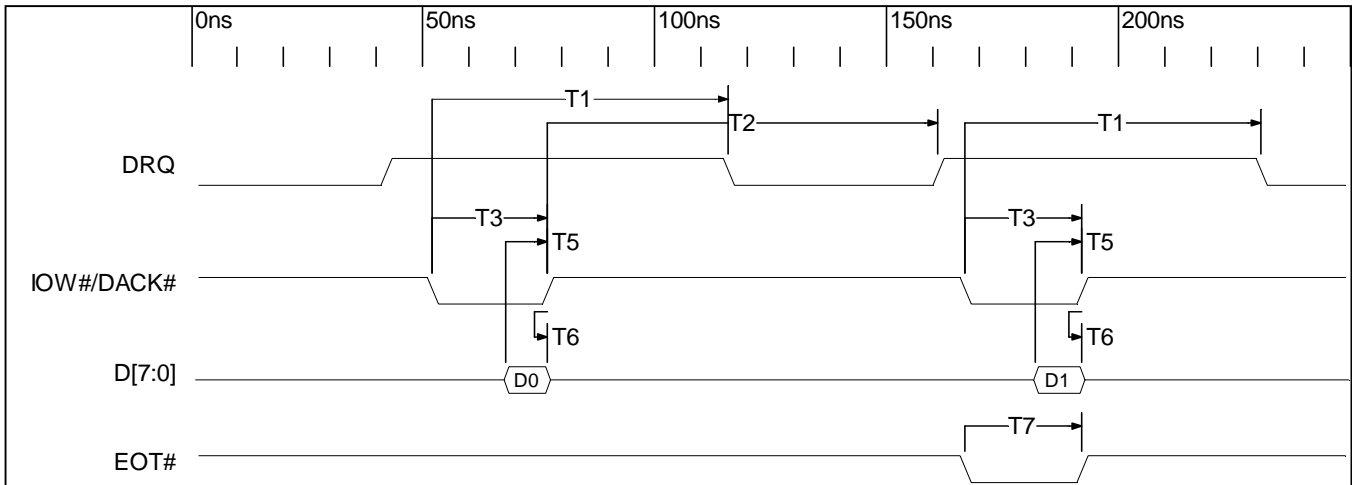 0ns 50ns 100ns 150ns 200ns
T1
T2 T1
DRQ
T3 T3
T5 T5
IOW#/DACK#
T6 T6
D[7:0] D0 D1
T7
EOT#